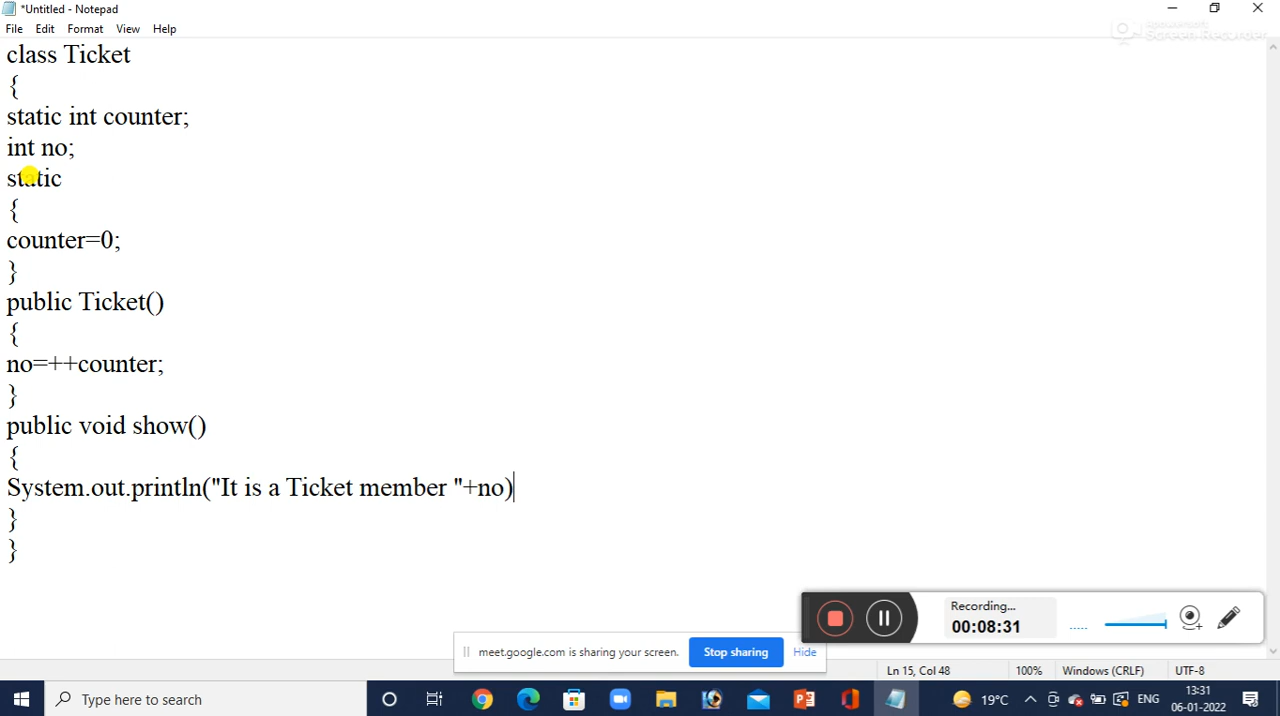 *Untitled - Notepad
File Edit Format View Help
Apowersoft
Screen Recorder
class Ticket
{
static int counter;
int no;
static
{
counter=0;
}
public Ticket()
{
no=++counter;
}
public void show()
{
System.out.println("It is a Ticket member "+no)
}
}
Recording...
00:08:31
meet.google.com is sharing your screen. Stop sharing Hide
Ln 15, Col 48 100% Windows (CRLF) UTF-8
Type here to search
19°C ENG
13:31
06-01-2022